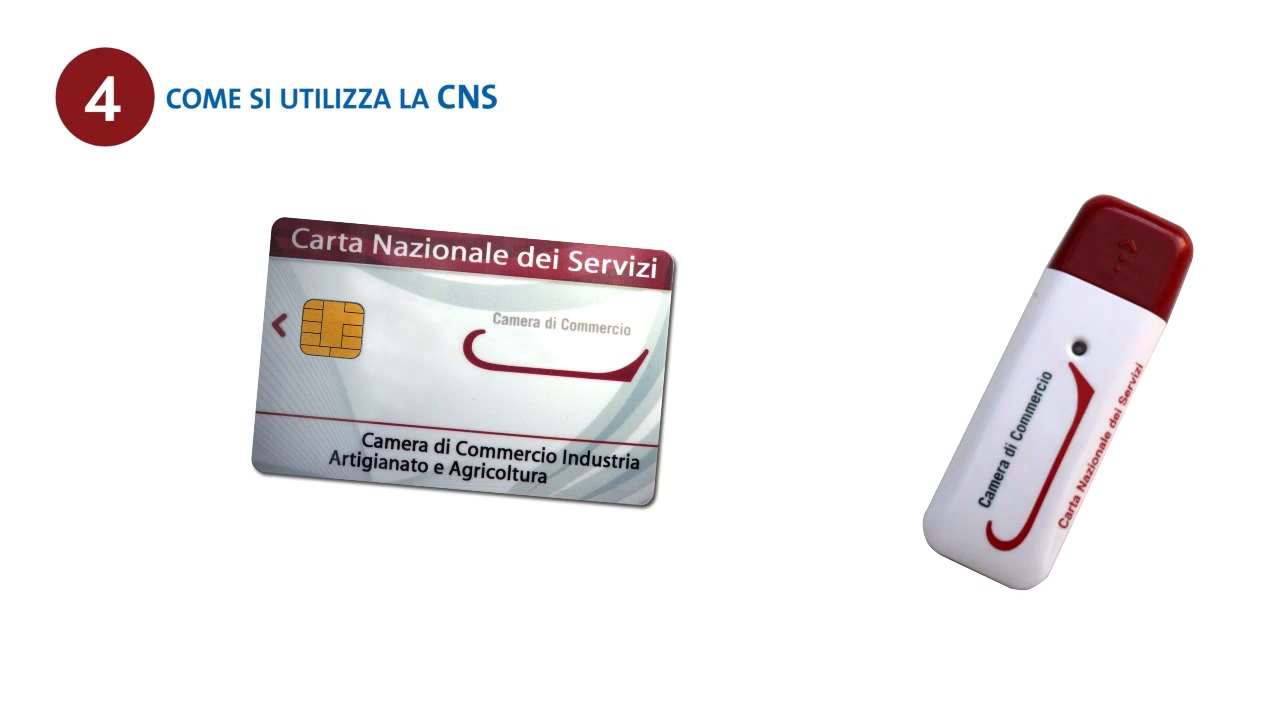 4
COME SI UTILIZZA LA CNS
Carta Nazionale dei Servizi
Camera di Commercio
Camera di Commercio Industria
Artigianato e Agricoltura
Camera di Commercio
Carta Nazionale dei Servizi